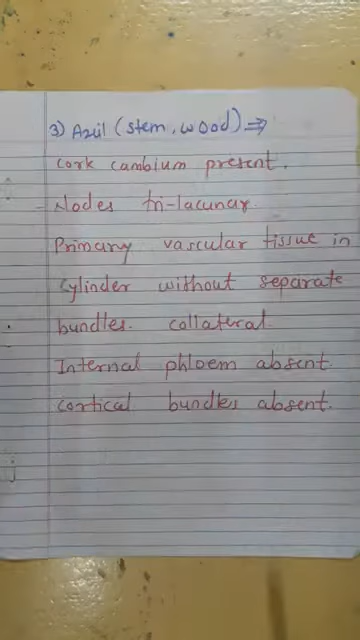 3) Axil (stem, wood) ⇒
Cork cambium present.
- Nodes tri-lacunar.
Primary vascular tissue in
cylinder without separate
bundles. collateral.
Internal phloem absent.
cortical bundles absent.